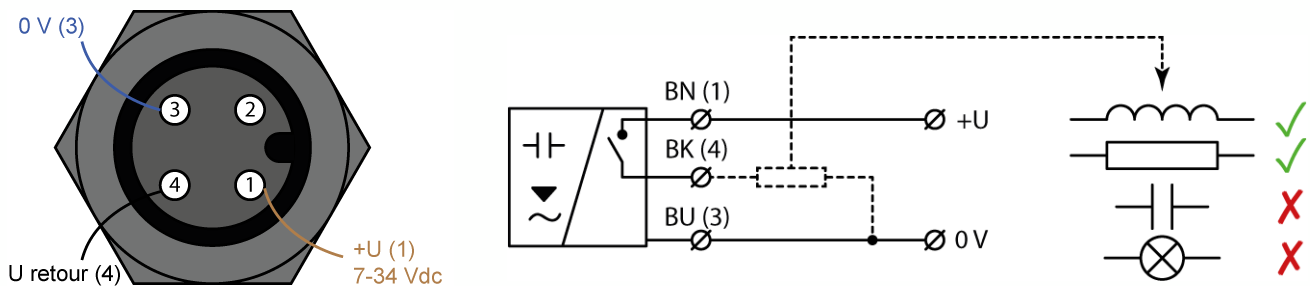 0 V (3)
3
2
4
1
U retour (4)
+U (1)
7-34 Vdc
BN (1)
+U
BK (4)
BU (3)
0 V